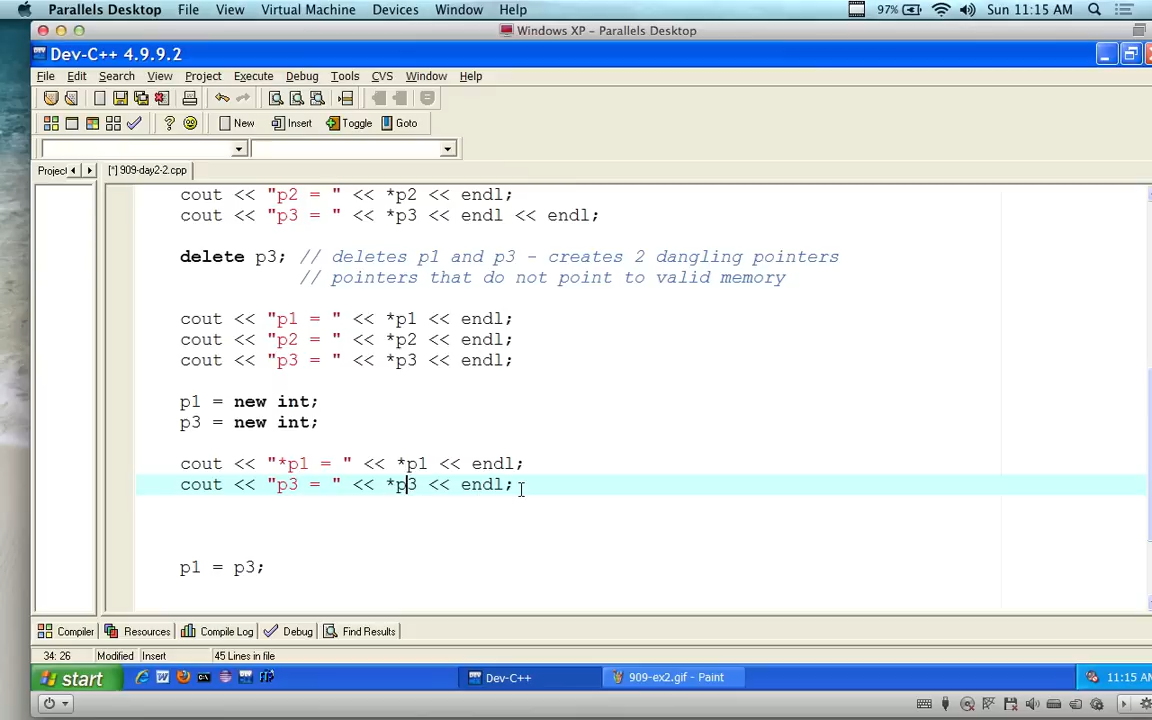 Parallels Desktop File View Virtual Machine Devices Window Help 97% Sun 11:15 AM
Windows XP - Parallels Desktop
Dev-C++ 4.9.9.2
File Edit Search View Project Execute Debug Tools CVS Window Help
New Insert Toggle Goto
Project [*] 909-day2-2.cpp
cout << "p2 = " << *p2 << endl;
cout << "p3 = " << *p3 << endl << endl;
delete p3; // deletes p1 and p3 - creates 2 dangling pointers
// pointers that do not point to valid memory
cout << "p1 = " << *p1 << endl;
cout << "p2 = " << *p2 << endl;
cout << "p3 = " << *p3 << endl;
p1 = new int;
p3 = new int;
cout << "*p1 = " << *p1 << endl;
cout << "p3 = " << *p3 << endl;
p1 = p3;
Compiler Resources Compile Log Debug Find Results
34: 26 Modified Insert 45 Lines in file
start Dev-C++ 909-ex2.gif - Paint 11:15 AM